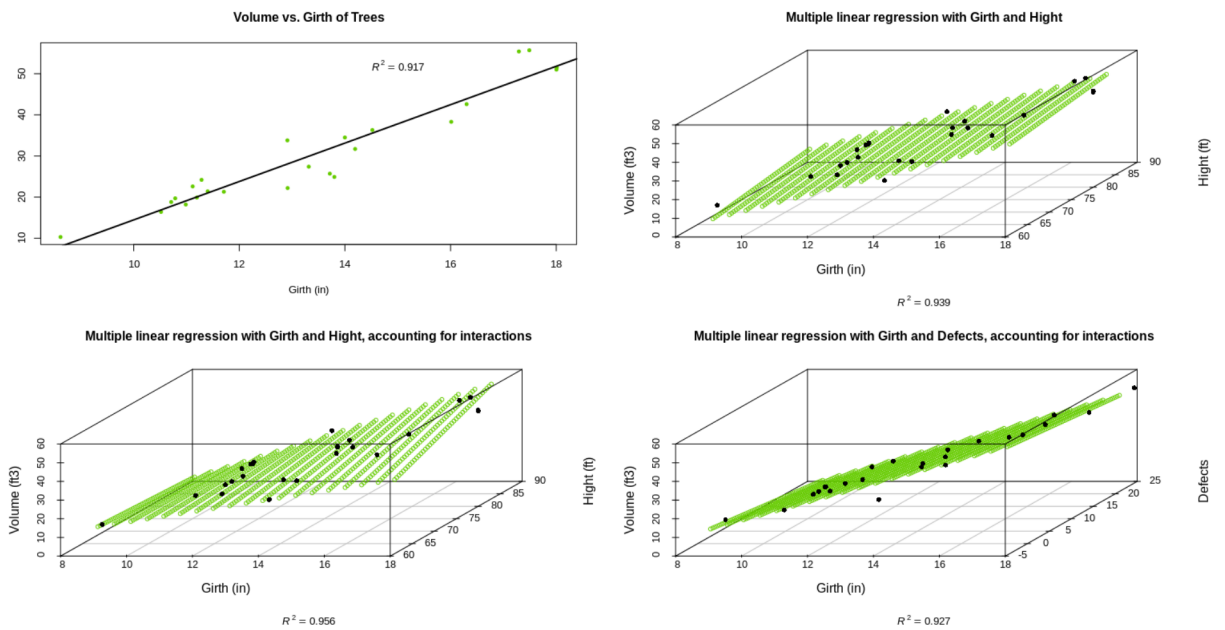 Volume vs. Girth of Trees
R² = 0.917
50
40
30
20
10
10 12 14 16 18
Girth (in)
Multiple linear regression with Girth and Hight
Volume (ft3)
60
50
40
30
20
10
0
8 10 12 14 16 18
60 65 70 75 80 85 90
Hight (ft)
Girth (in)
R² = 0.939
Multiple linear regression with Girth and Hight, accounting for interactions
Volume (ft3)
60
50
40
30
20
10
0
8 10 12 14 16 18
60 65 70 75 80 85 90
Hight (ft)
Girth (in)
R² = 0.956
Multiple linear regression with Girth and Defects, accounting for interactions
Volume (ft3)
60
50
40
30
20
10
0
8 10 12 14 16 18
-5 0 5 10 15 20 25
Defects
Girth (in)
R² = 0.927